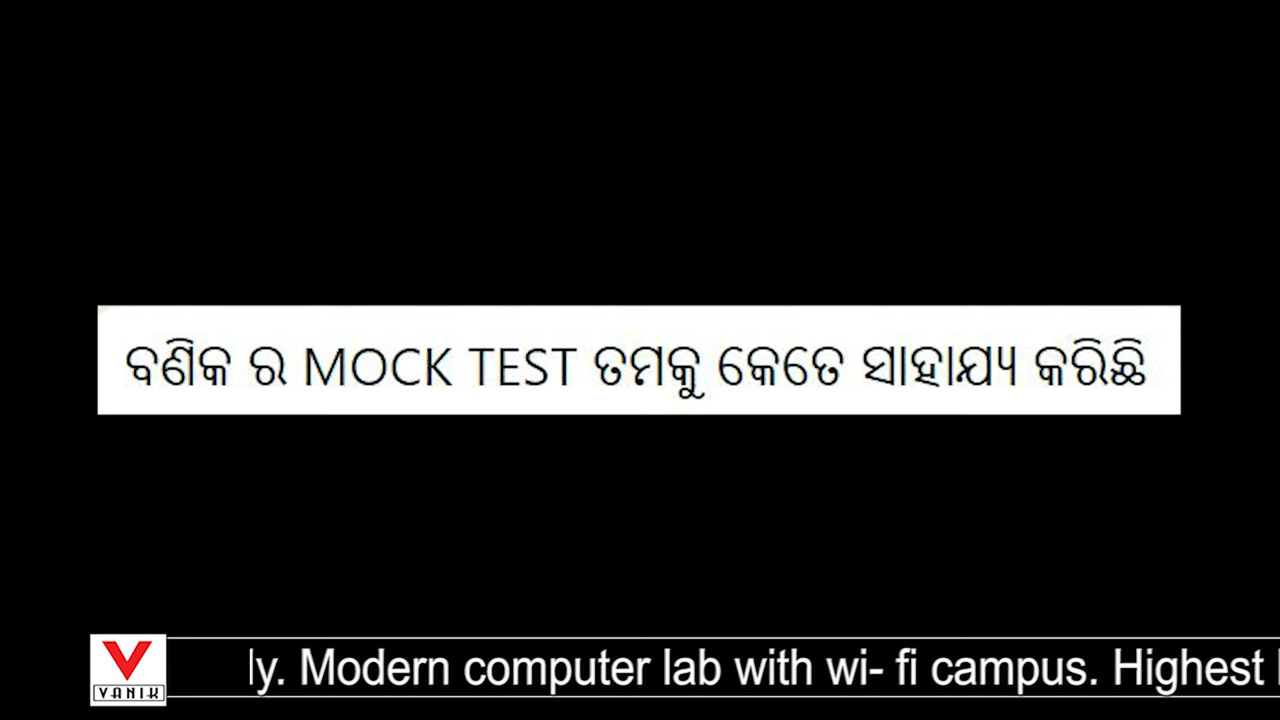 ବଣିକ ର MOCK TEST ତମକୁ କେତେ ସାହାଯ୍ୟ କରିଛି
ly. Modern computer lab with wi- fi campus. Highest
VANIK